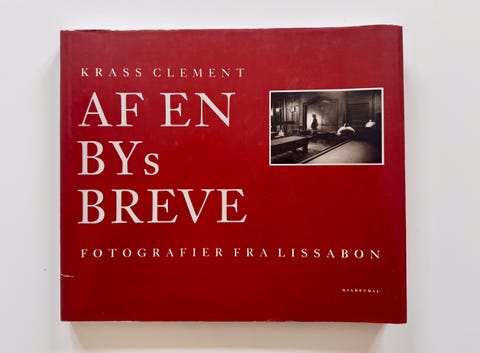 KRASS CLEMENT
AF EN
BYs
BREVE
FOTOGRAFIER FRA LISSABON
GYLDENDAL